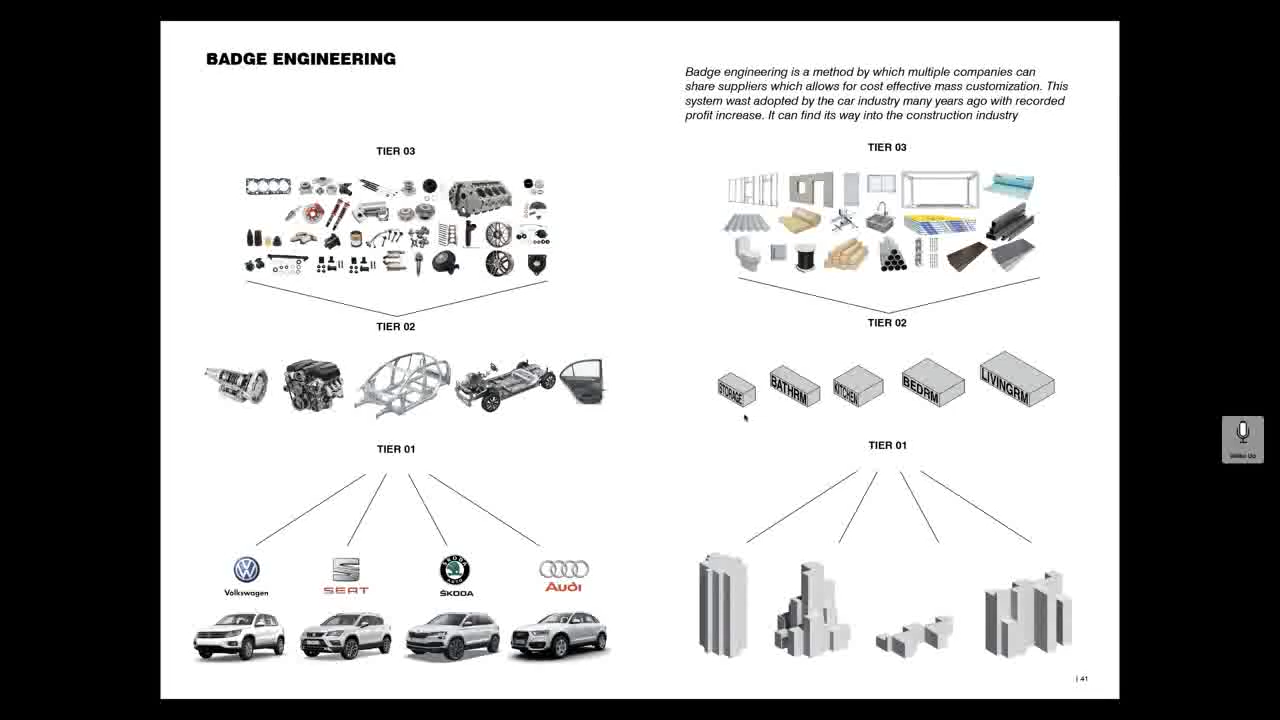 BADGE ENGINEERING
Badge engineering is a method by which multiple companies can
share suppliers which allows for cost effective mass customization. This
system wast adopted by the car industry many years ago with recorded
profit increase. It can find its way into the construction industry
TIER 03
TIER 02
TIER 01
Volkswagen
SEAT
ŠKODA
Audi
TIER 03
TIER 02
STORAGE
BATHRM
KITCHEN
BEDRM
LIVINGRM
TIER 01
| 41
Wake Up